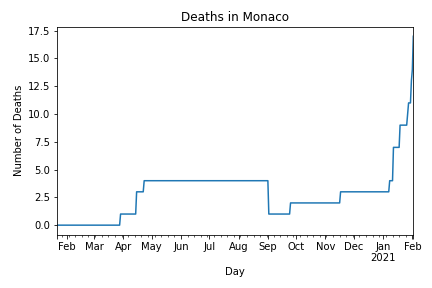 Deaths in Monaco
Number of Deaths
17.5
15.0
12.5
10.0
7.5
5.0
2.5
0.0
Feb Mar Apr May Jun Jul Aug Sep Oct Nov Dec Jan Feb
2021
Day